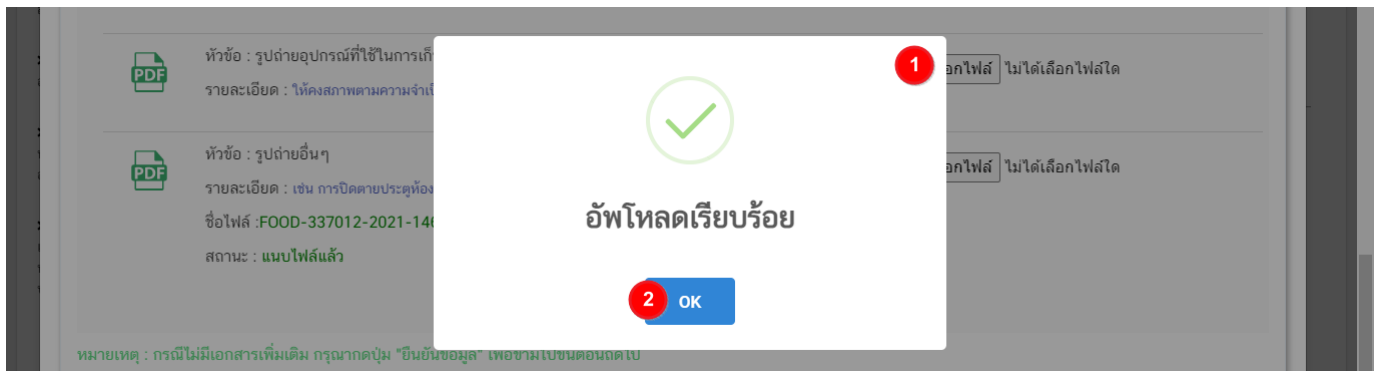 หัวข้อ : รูปถ่ายอุปกรณ์ที่ใช้ในการเก็
PDF
รายละเอียด : ให้คงสภาพตามความจำเป็
1
อกไฟล์ ไม่ได้เลือกไฟล์ใด
หัวข้อ : รูปถ่ายอื่นๆ
PDF
รายละเอียด : เช่น การปิดตายประตูห้อง
อกไฟล์ ไม่ได้เลือกไฟล์ใด
ชื่อไฟล์ :FOOD-337012-2021-146
สถานะ : แนบไฟล์แล้ว
อัพโหลดเรียบร้อย
2 OK
หมายเหตุ : กรณีไม่มีเอกสารเพิ่มเติม กรุณากดปุ่ม "ยืนยันข้อมูล" เพื่อข้ามไปขั้นตอนถัดไป